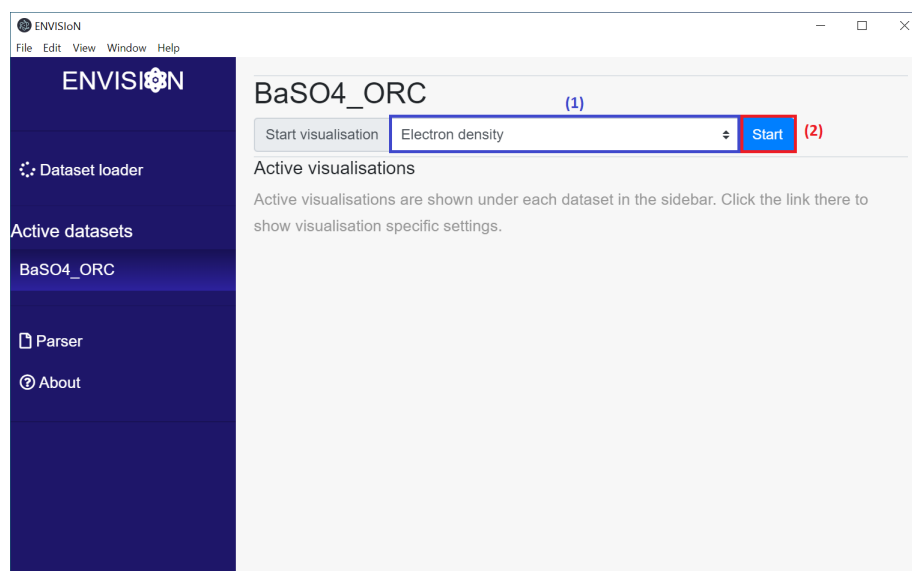 ENVISIoN
File Edit View Window Help
ENVISI N
Dataset loader
Active datasets
BaSO4_ORC
Parser
About
BaSO4_ORC
(1)
Start visualisation Electron density Start (2)
Active visualisations
Active visualisations are shown under each dataset in the sidebar. Click the link there to
show visualisation specific settings.